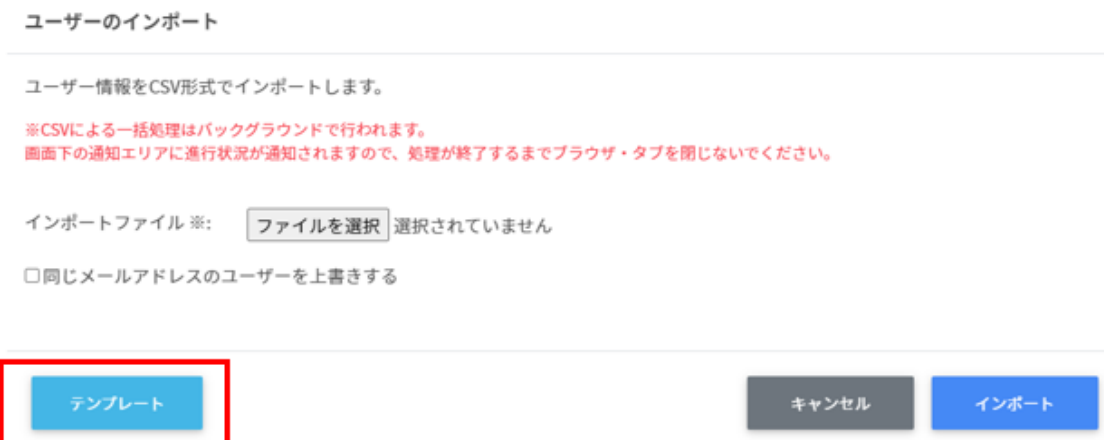 ユーザーのインポート
ユーザー情報をCSV形式でインポートします。
※CSVによる一括処理はバックグラウンドで行われます。
画面下の通知エリアに進行状況が通知されますので、処理が終了するまでブラウザ・タブを閉じないでください。
インポートファイル ※: ファイルを選択 選択されていません
同じメールアドレスのユーザーを上書きする
テンプレート キャンセル インポート